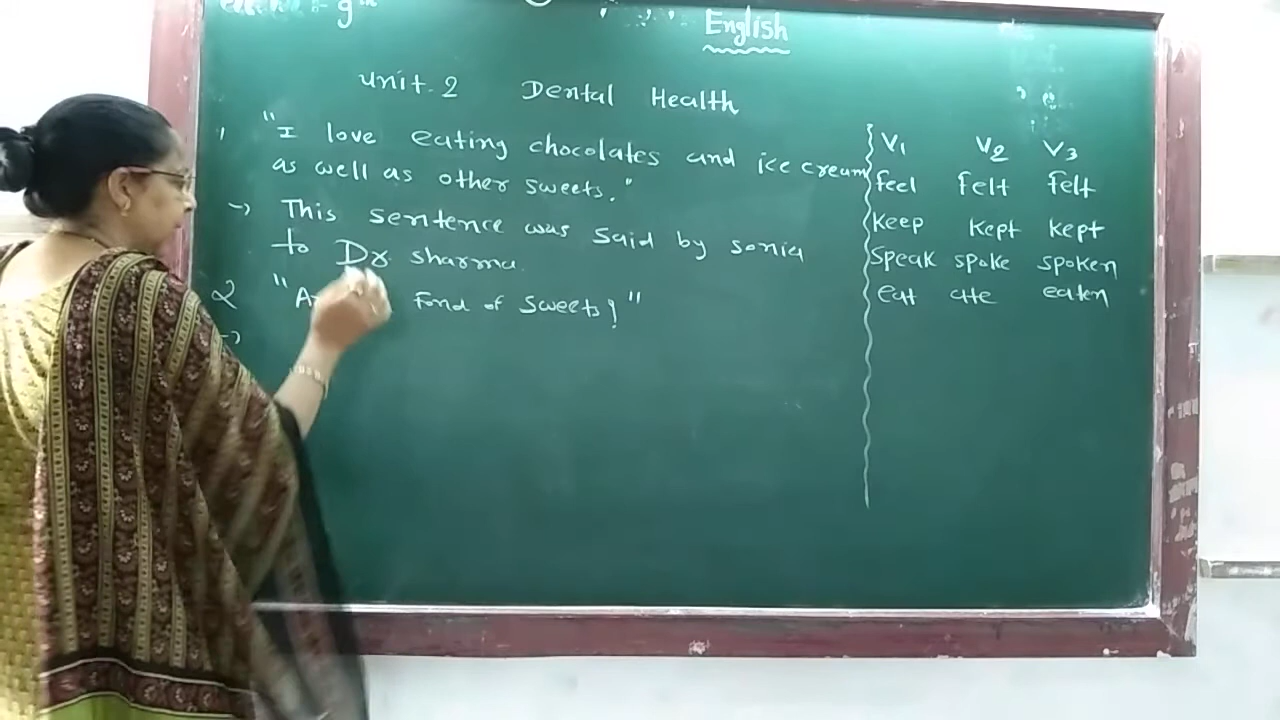 9th
English
unit. 2 Dental Health
1 "I love eating chocolates and ice cream
as well as other sweets."
→ This sentence was said by sonia
to Dr sharma.
2 " fond of sweets?"
→
V1 V2 V3
feel felt felt
keep kept kept
speak spoke spoken
eat ate eaten